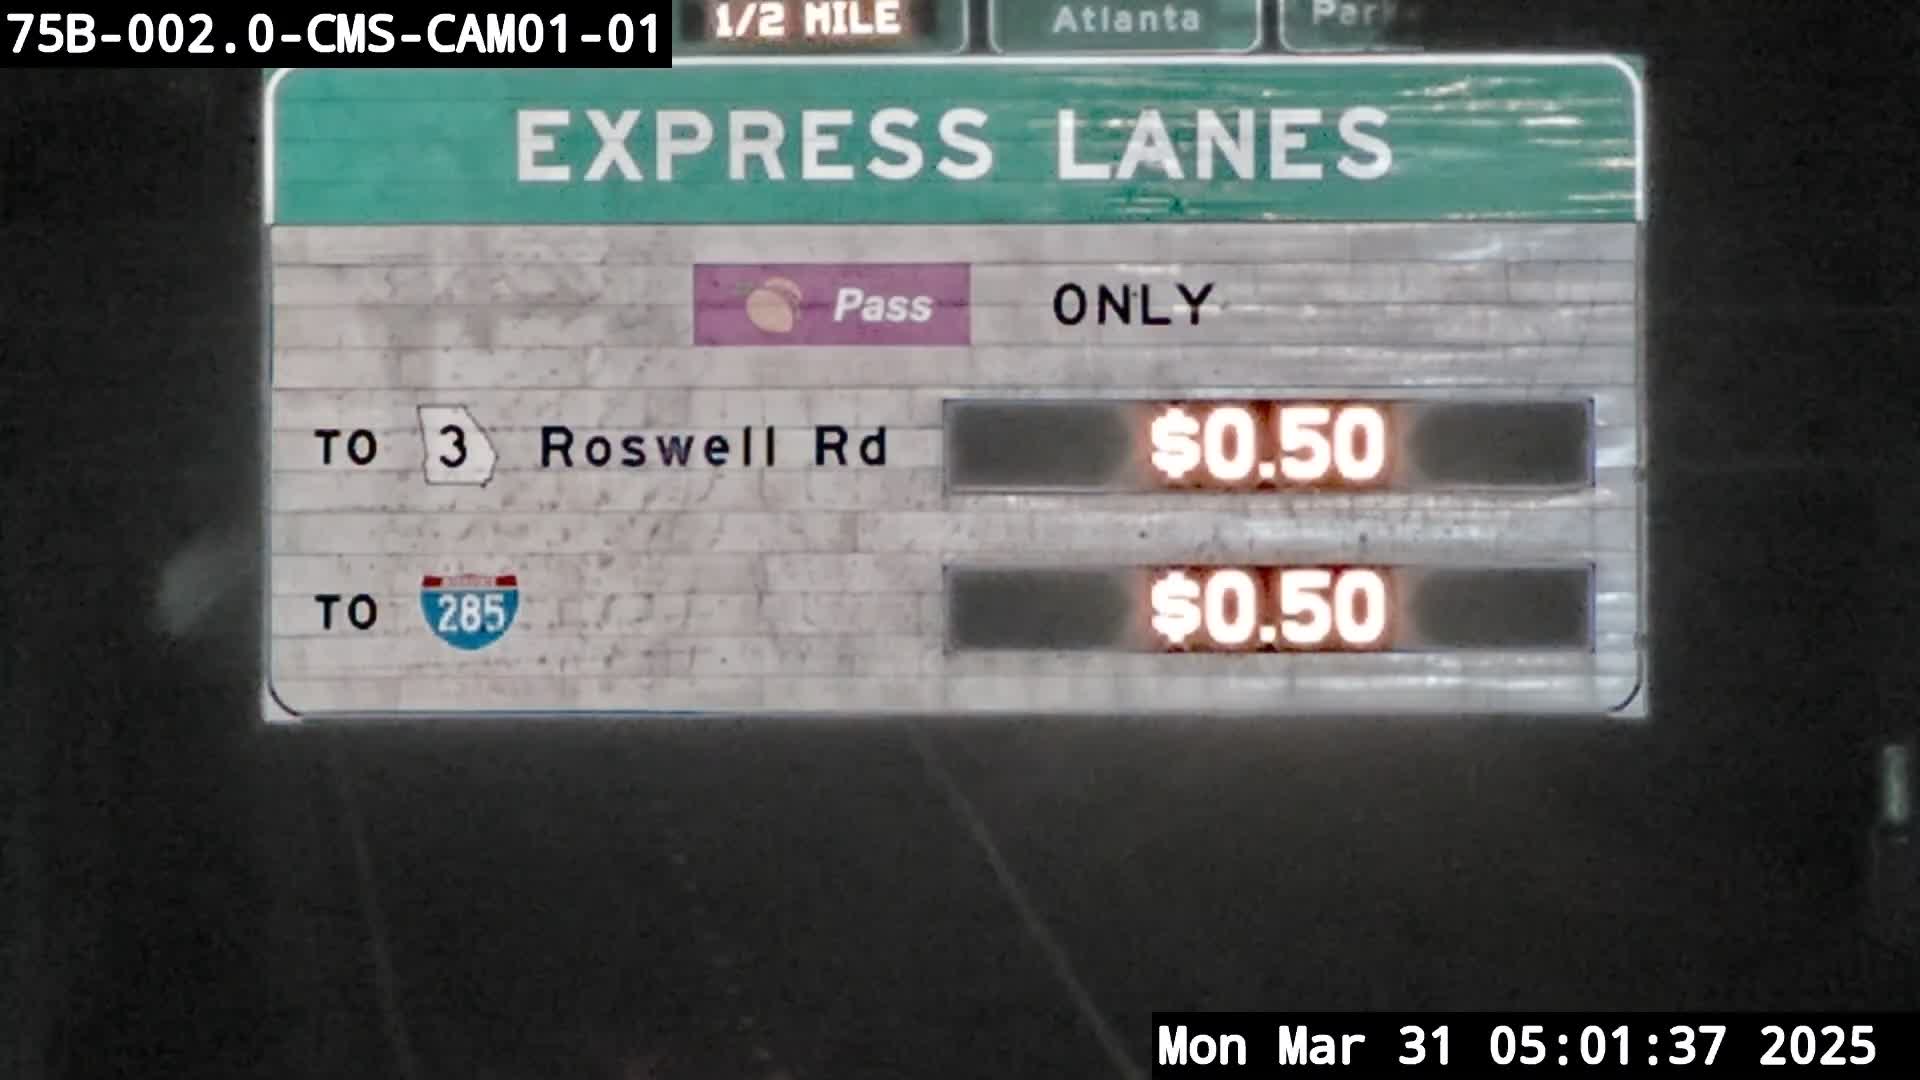 75B-002.0-CMS-CAM01-01
1/2 MILE
Atlanta
EXPRESS LANES
Pass ONLY
TO 3 Roswell Rd $0.50
TO 285 $0.50
Mon Mar 31 05:01:37 2025